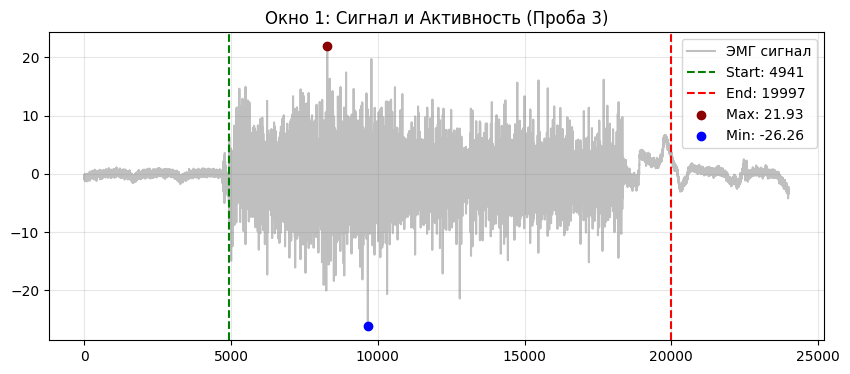 Окно 1: Сигнал и Активность (Проба 3)
ЭМГ сигнал
Start: 4941
End: 19997
Max: 21.93
Min: -26.26
20
10
0
−10
−20
0 5000 10000 15000 20000 25000